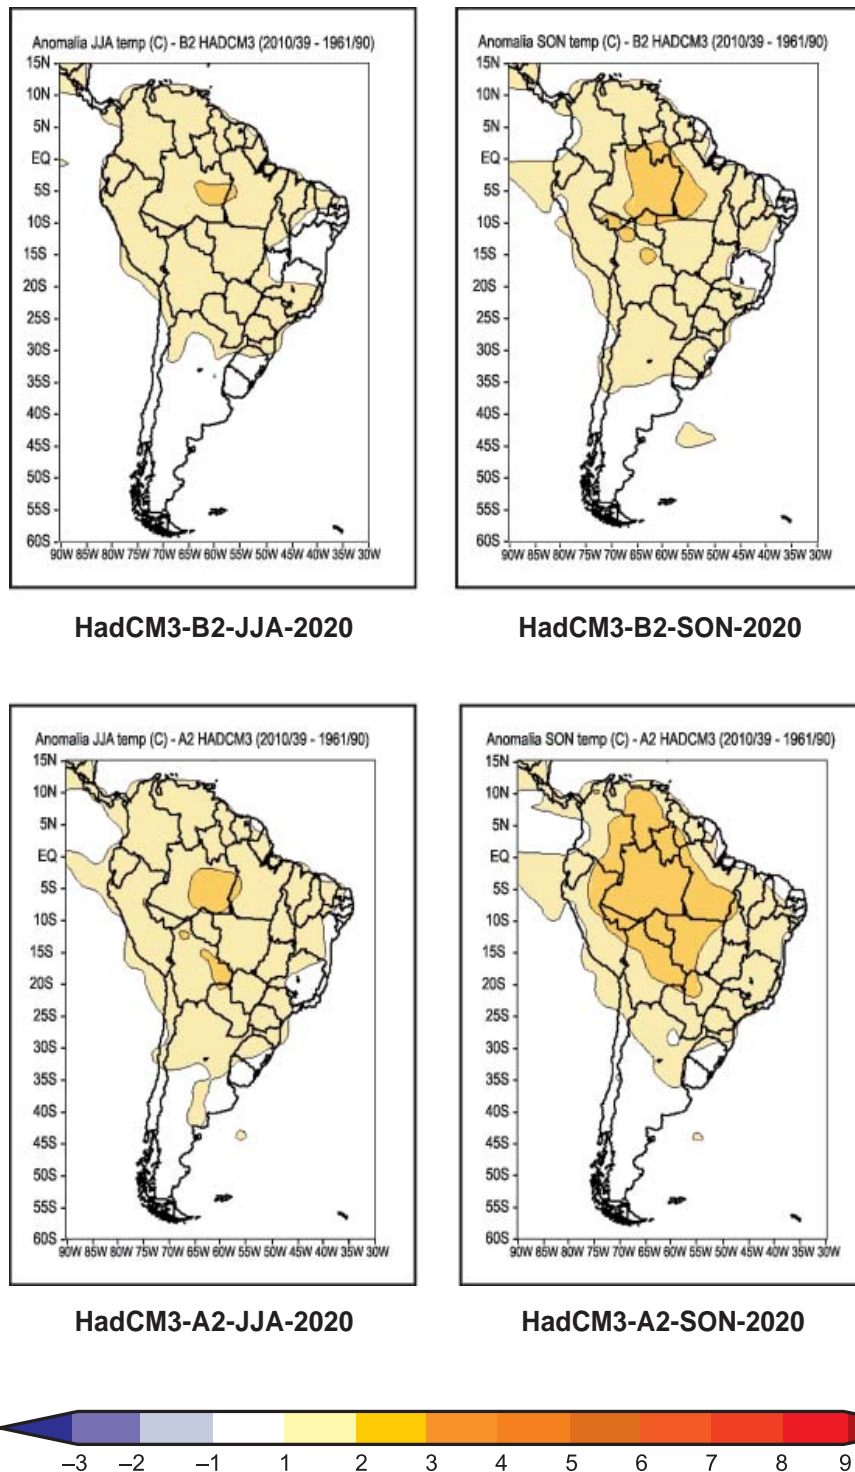 Anomalia JJA temp (C) - B2 HADCM3 (2010/39 - 1961/90)
15N
10N
5N
EQ
5S
10S
15S
20S
25S
30S
35S
40S
45S
50S
55S
60S
90W 85W 80W 75W 70W 65W 60W 55W 50W 45W 40W 35W 30W
HadCM3-B2-JJA-2020
Anomalia SON temp (C) - B2 HADCM3 (2010/39 - 1961/90)
15N
10N
5N
EQ
5S
10S
15S
20S
25S
30S
35S
40S
45S
50S
55S
60S
90W 85W 80W 75W 70W 65W 60W 55W 50W 45W 40W 35W 30W
HadCM3-B2-SON-2020
Anomalia JJA temp (C) - A2 HADCM3 (2010/39 - 1961/90)
15N
10N
5N
EQ
5S
10S
15S
20S
25S
30S
35S
40S
45S
50S
55S
60S
90W 85W 80W 75W 70W 65W 60W 55W 50W 45W 40W 35W 30W
HadCM3-A2-JJA-2020
Anomalia SON temp (C) - A2 HADCM3 (2010/39 - 1961/90)
15N
10N
5N
EQ
5S
10S
15S
20S
25S
30S
35S
40S
45S
50S
55S
60S
90W 85W 80W 75W 70W 65W 60W 55W 50W 45W 40W 35W 30W
HadCM3-A2-SON-2020
–3 –2 –1 1 2 3 4 5 6 7 8 9